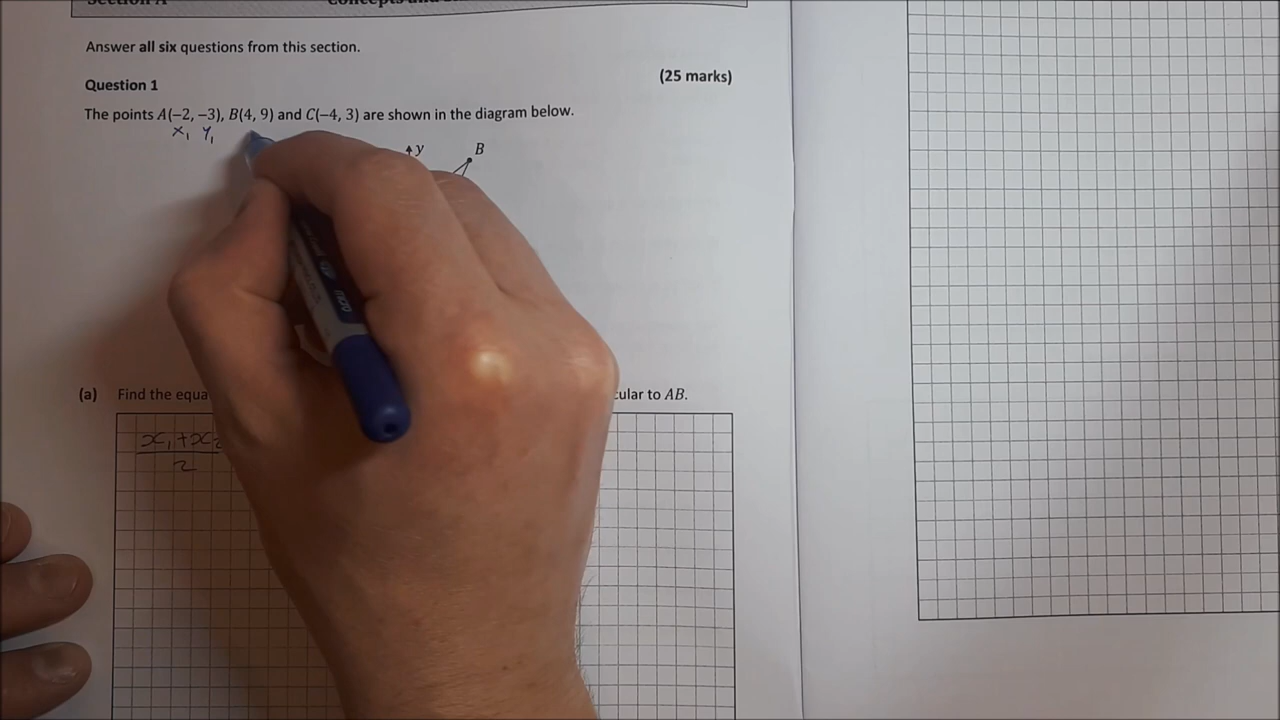 Answer all six questions from this section.
Question 1 (25 marks)
The points A(−2, −3), B(4, 9) and C(−4, 3) are shown in the diagram below.
x₁ y₁
y B
(a) Find the equa cular to AB.
x₁ + x₂
2
micro